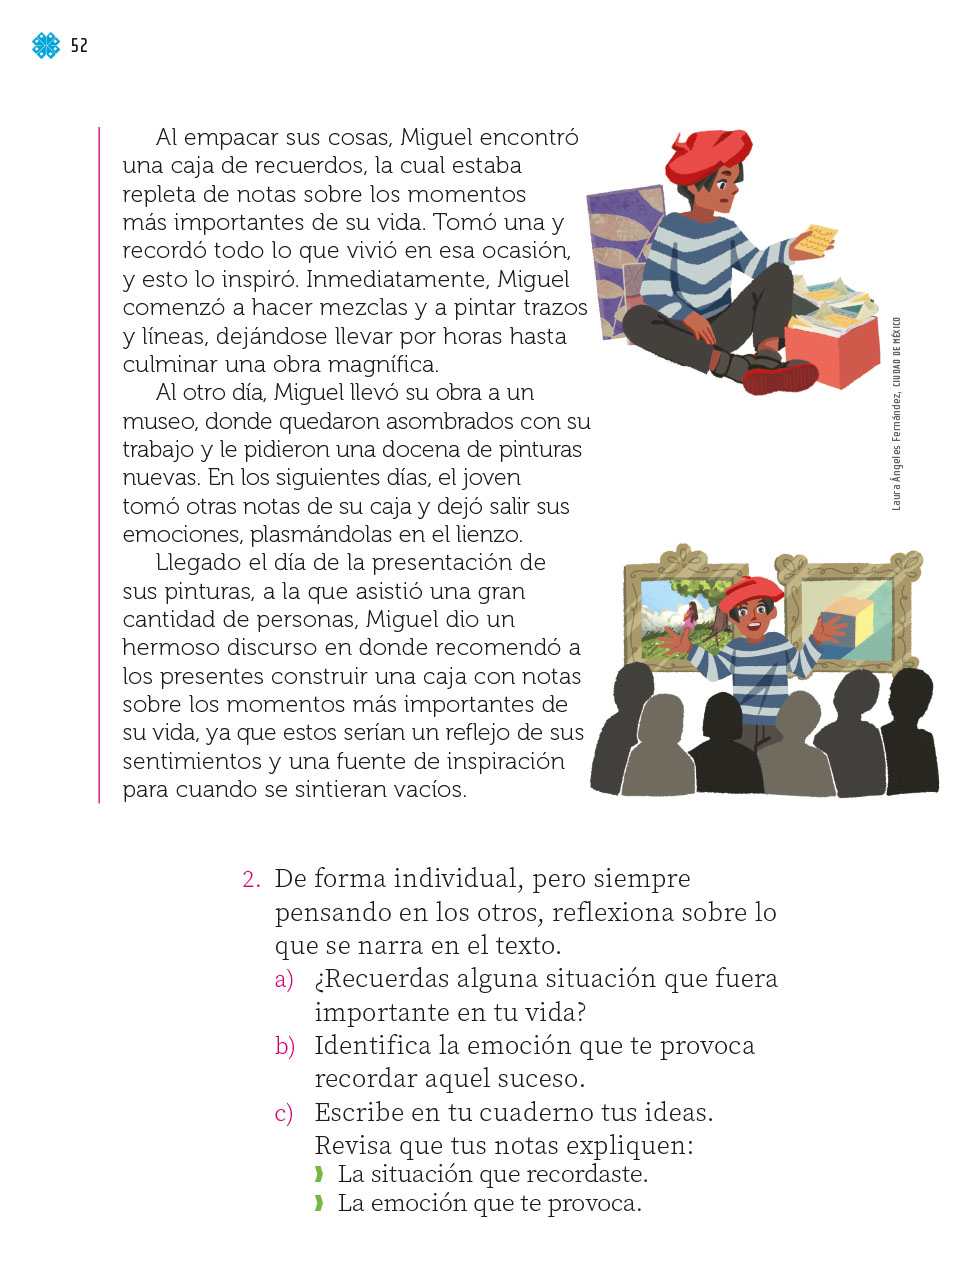 52
Al empacar sus cosas, Miguel encontró
una caja de recuerdos, la cual estaba
repleta de notas sobre los momentos
más importantes de su vida. Tomó una y
recordó todo lo que vivió en esa ocasión,
y esto lo inspiró. Inmediatamente, Miguel
comenzó a hacer mezclas y a pintar trazos
y líneas, dejándose llevar por horas hasta
culminar una obra magnífica.
Al otro día, Miguel llevó su obra a un
museo, donde quedaron asombrados con su
trabajo y le pidieron una docena de pinturas
nuevas. En los siguientes días, el joven
tomó otras notas de su caja y dejó salir sus
emociones, plasmándolas en el lienzo.
Llegado el día de la presentación de
sus pinturas, a la que asistió una gran
cantidad de personas, Miguel dio un
hermoso discurso en donde recomendó a
los presentes construir una caja con notas
sobre los momentos más importantes de
su vida, ya que estos serían un reflejo de sus
sentimientos y una fuente de inspiración
para cuando se sintieran vacíos.
Laura Ángeles Fernández, CIUDAD DE MÉXICO
2. De forma individual, pero siempre
pensando en los otros, reflexiona sobre lo
que se narra en el texto.
a) ¿Recuerdas alguna situación que fuera
importante en tu vida?
b) Identifica la emoción que te provoca
recordar aquel suceso.
c) Escribe en tu cuaderno tus ideas.
Revisa que tus notas expliquen:
La situación que recordaste.
La emoción que te provoca.